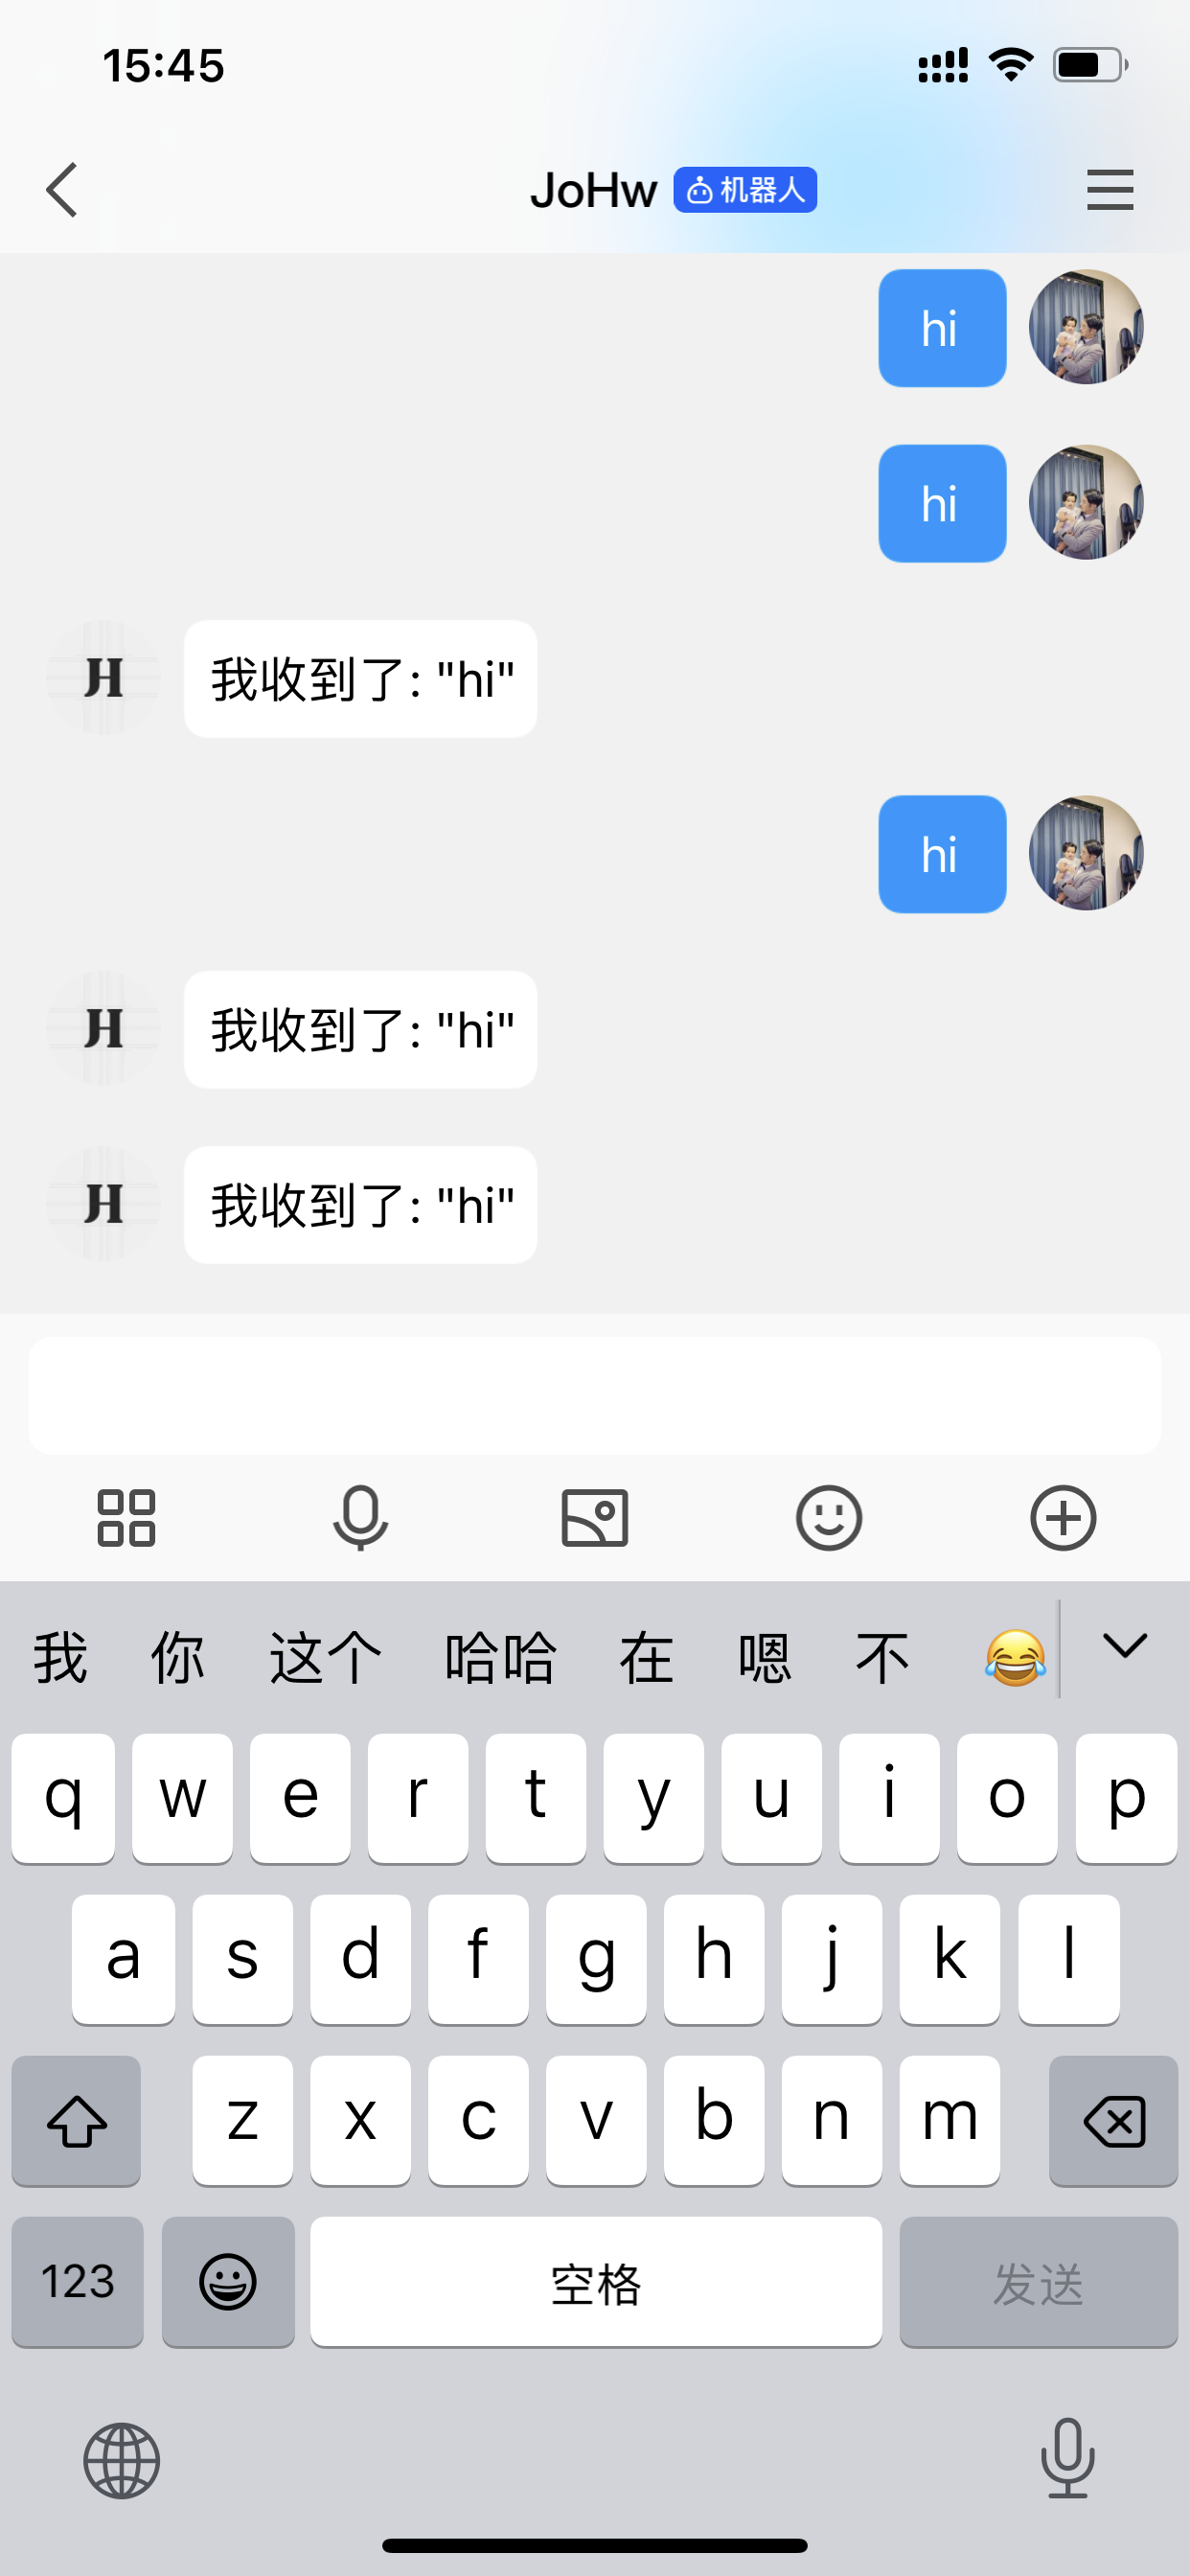 15:45
JoHw 机器人
hi
hi
H 我收到了: "hi"
hi
H 我收到了: "hi"
H 我收到了: "hi"
我 你 这个 哈哈 在 嗯 不 😂
q w e r t y u i o p
a s d f g h j k l
z x c v b n m
123 空格 发送